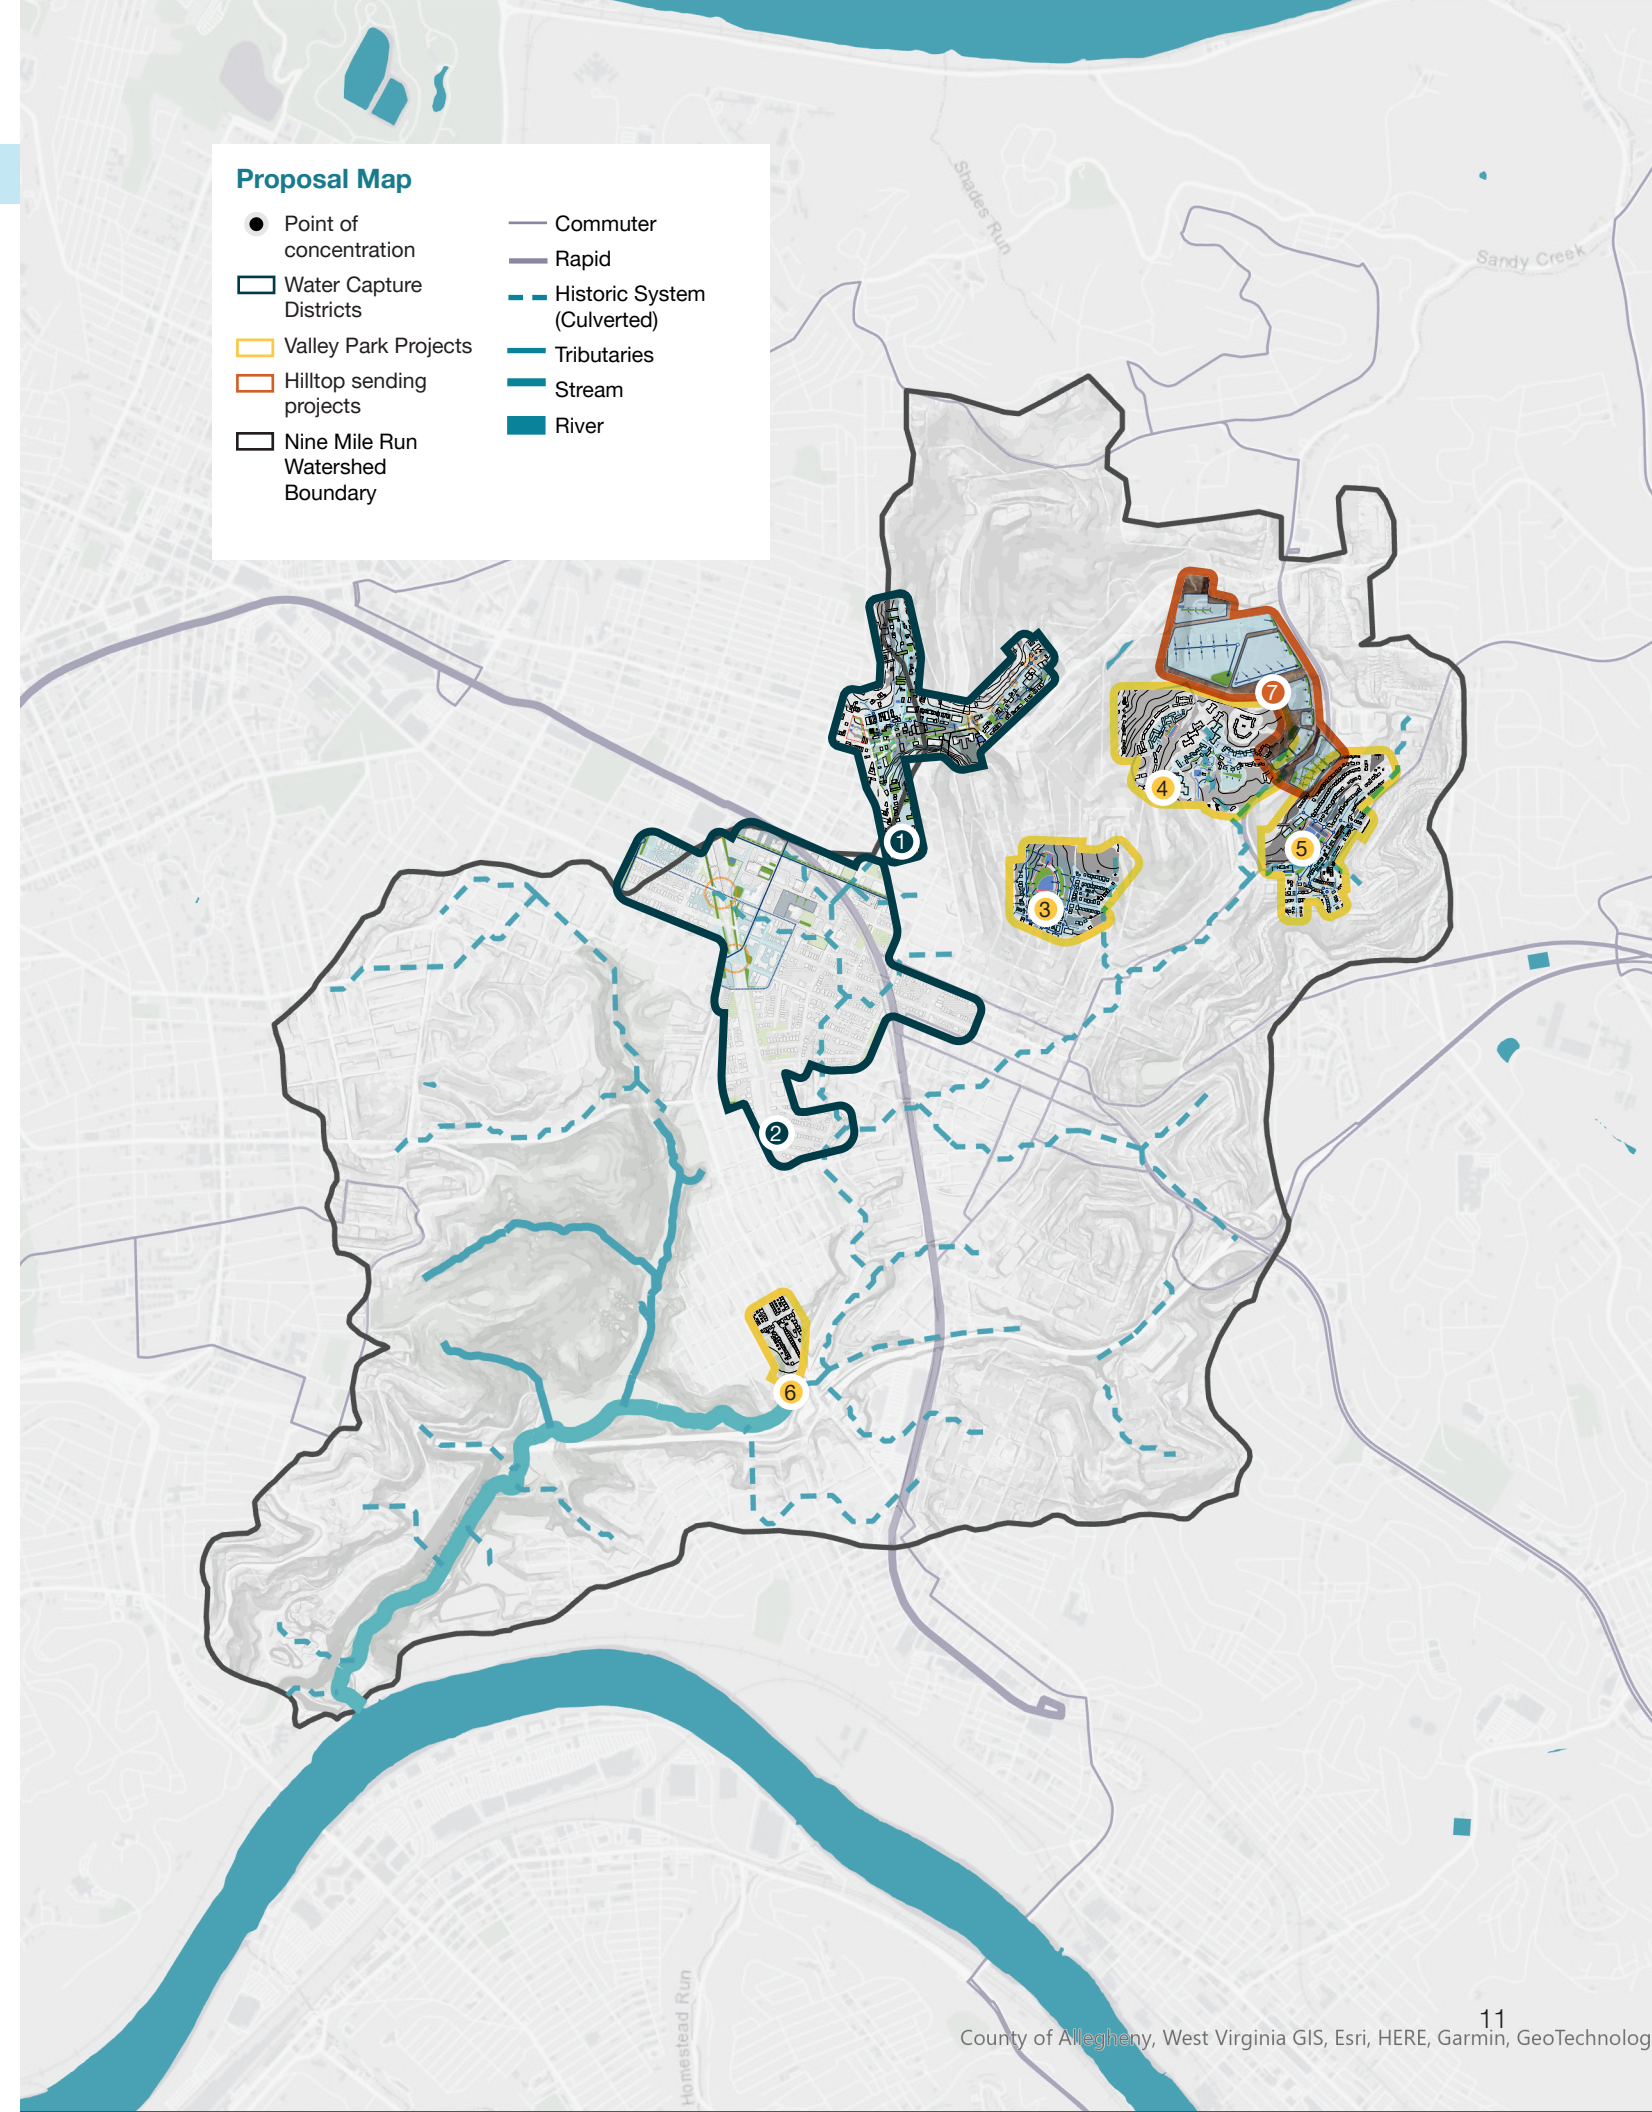 Proposal Map
Point of
concentration
Water Capture
Districts
Valley Park Projects
Hilltop sending
projects
Nine Mile Run
Watershed
Boundary
Commuter
Rapid
Historic System
(Culverted)
Tributaries
Stream
River
Shades Run
Sandy Creek
7
4
1
5
3
2
6
Homestead Run
11
County of Allegheny, West Virginia GIS, Esri, HERE, Garmin, GeoTechnolog